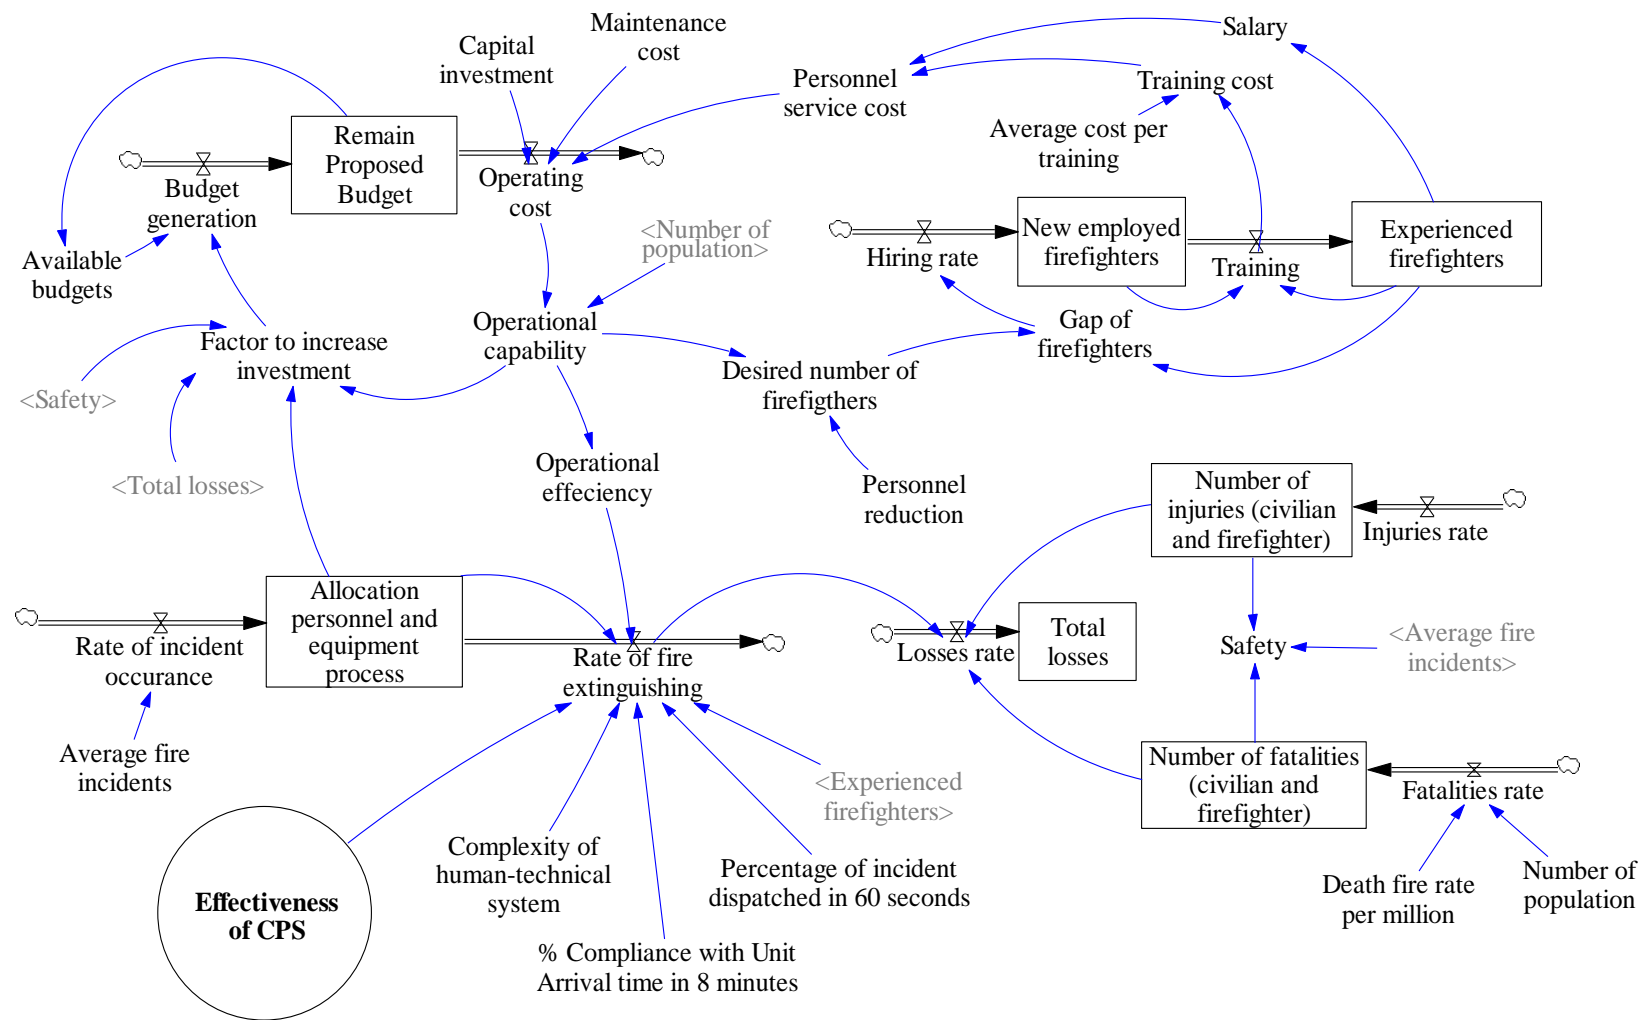 Maintenance
cost
Salary
Capital
investment
Personnel
service cost
Training cost
Average cost per
training
Remain
Proposed
Budget
Budget
generation
Operating
cost
<Number of
population>
Hiring rate
New employed
firefighters
Training
Experienced
firefighters
Available
budgets
Factor to increase
investment
Operational
capability
Gap of
firefighters
Desired number of
firefigthers
<Safety>
<Total losses>
Operational
effeciency
Personnel
reduction
Number of
injuries (civilian
and firefighter)
Injuries rate
Rate of incident
occurance
Allocation
personnel and
equipment
process
Rate of fire
extinguishing
Losses rate
Total
losses
Safety
<Average fire
incidents>
Average fire
incidents
<Experienced
firefighters>
Number of fatalities
(civilian and
firefighter)
Fatalities rate
Effectiveness
of CPS
Complexity of
human-technical
system
Percentage of incident
dispatched in 60 seconds
% Compliance with Unit
Arrival time in 8 minutes
Death fire rate
per million
Number of
population